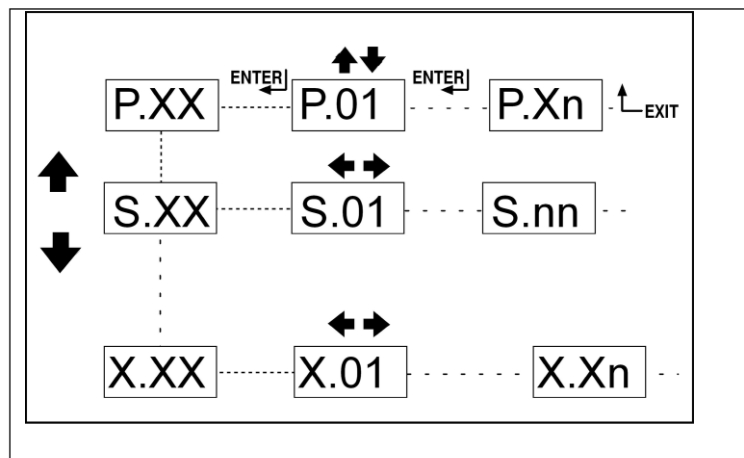 ENTER ENTER
P.XX P.01 P.Xn EXIT
S.XX S.01 S.nn
X.XX X.01 X.Xn